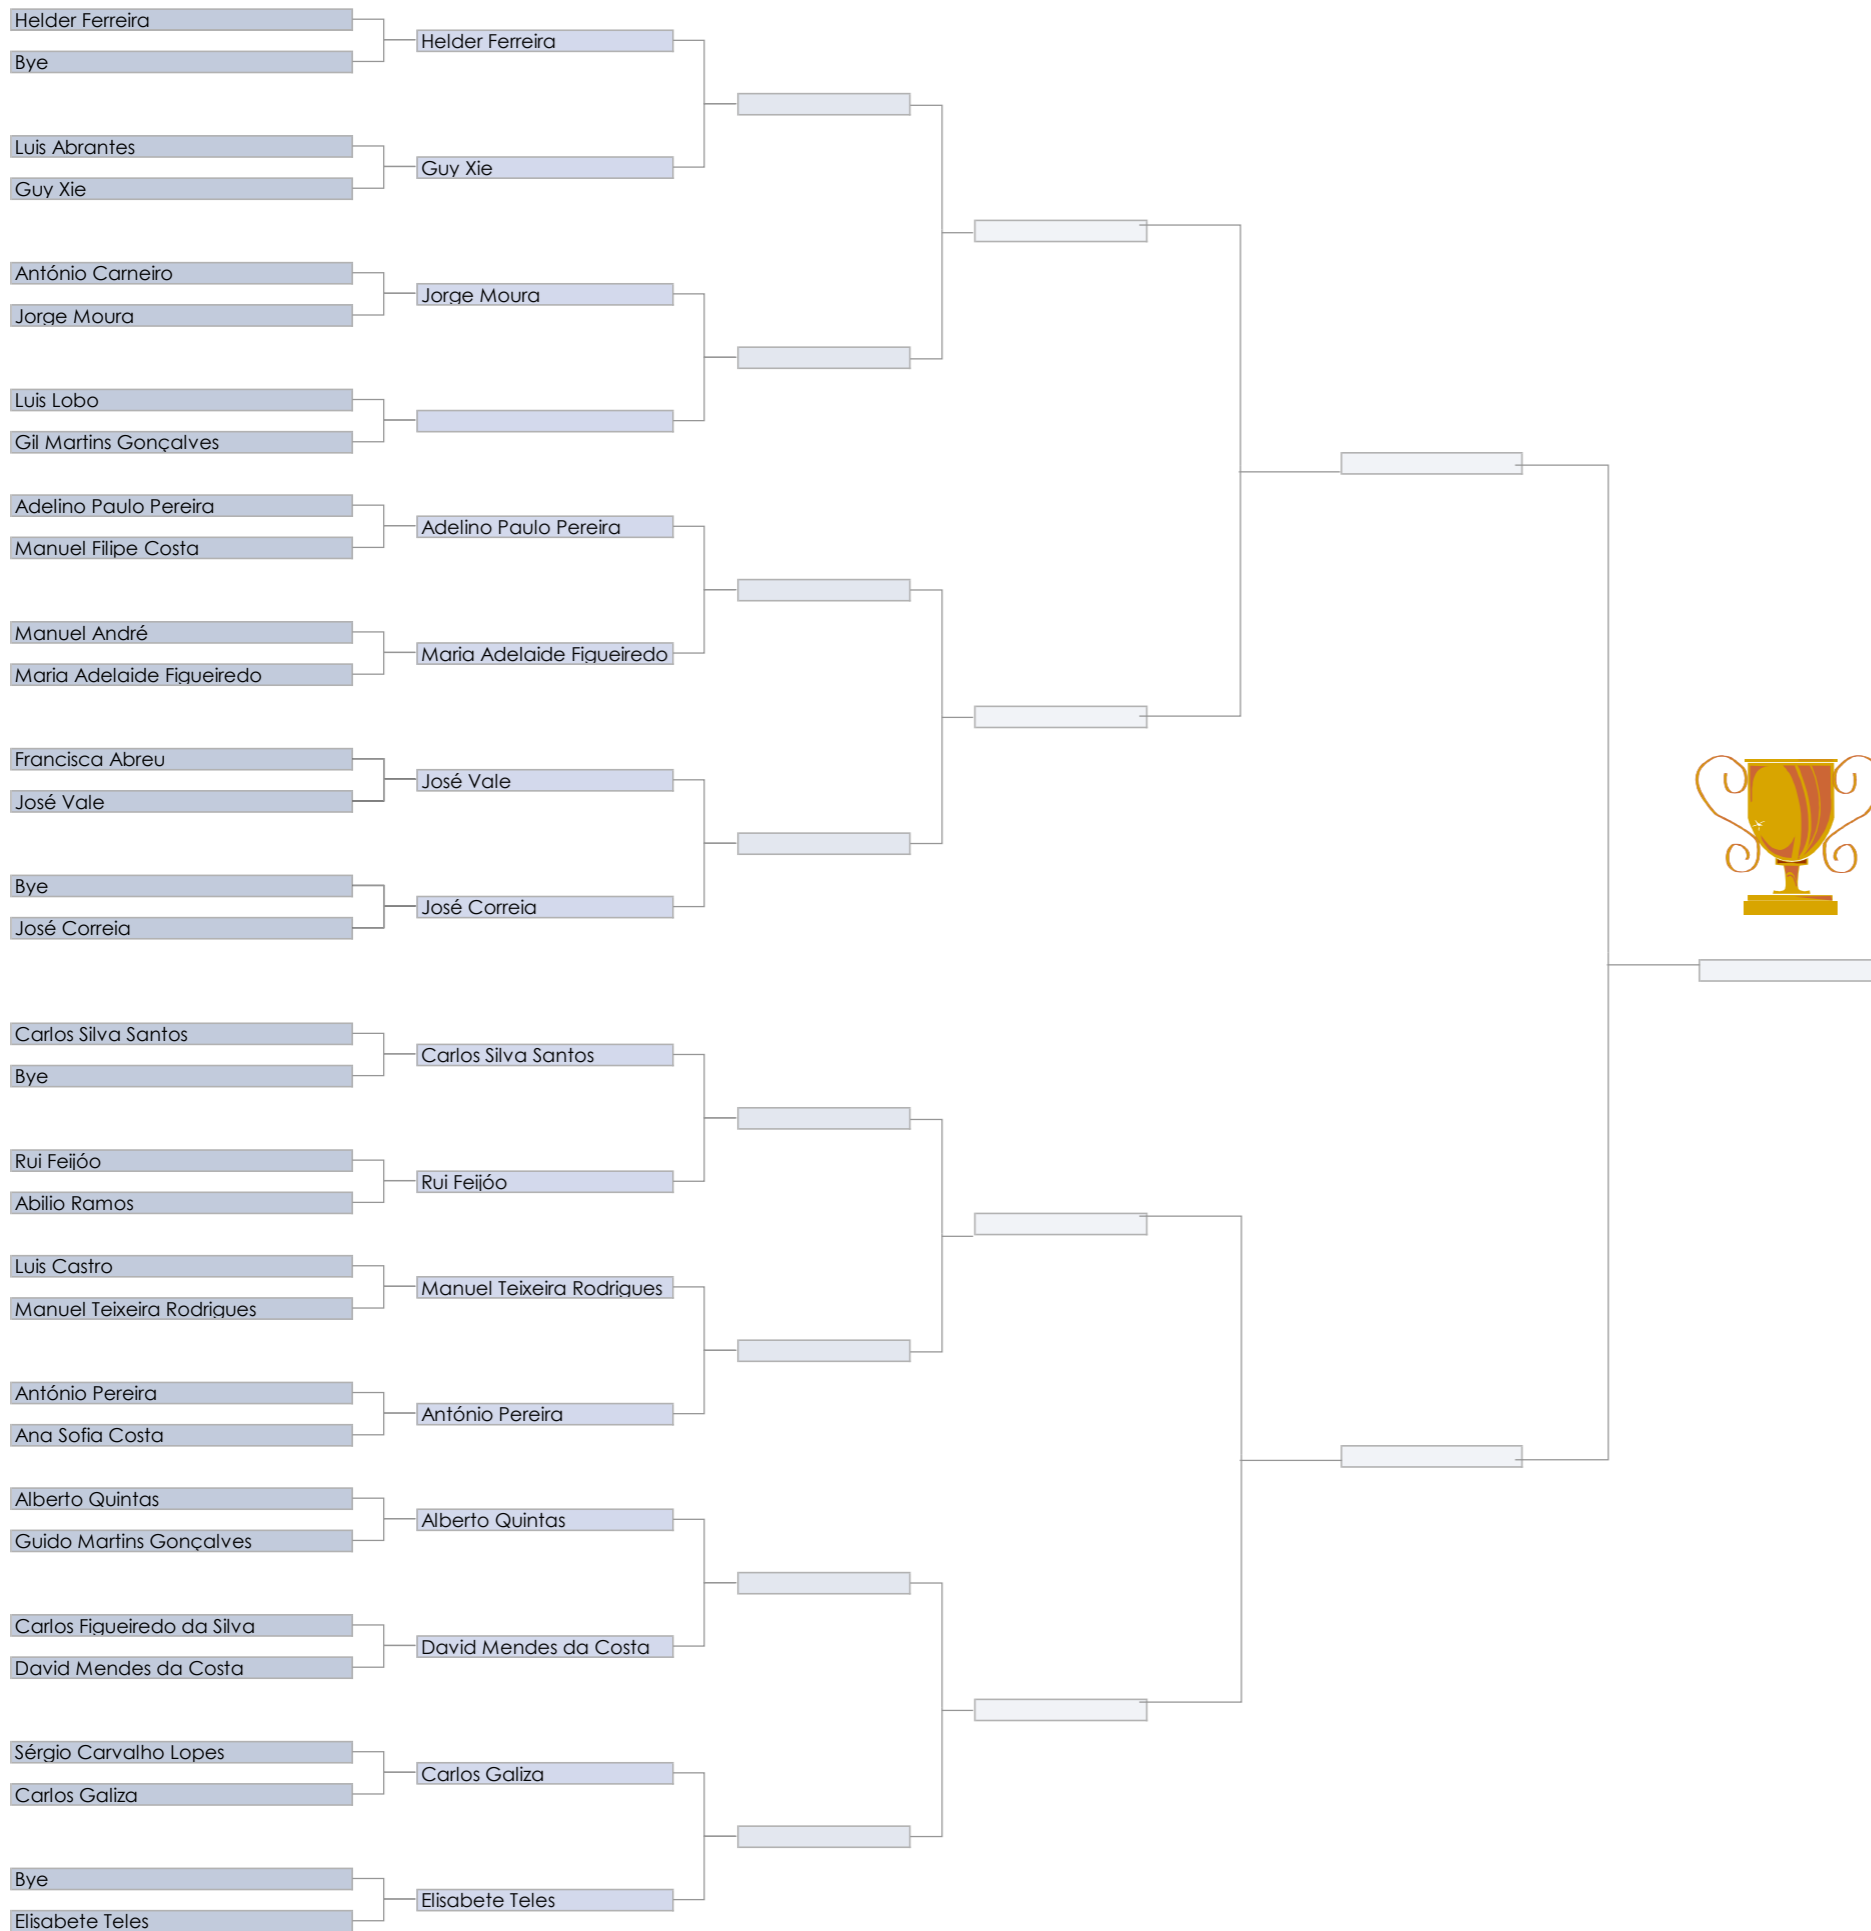 Helder Ferreira
Bye
Luis Abrantes
Guy Xie
António Carneiro
Jorge Moura
Luis Lobo
Gil Martins Gonçalves
Adelino Paulo Pereira
Manuel Filipe Costa
Manuel André
Maria Adelaide Figueiredo
Francisca Abreu
José Vale
Bye
José Correia
Carlos Silva Santos
Bye
Rui Feijóo
Abilio Ramos
Luis Castro
Manuel Teixeira Rodrigues
António Pereira
Ana Sofia Costa
Alberto Quintas
Guido Martins Gonçalves
Carlos Figueiredo da Silva
David Mendes da Costa
Sérgio Carvalho Lopes
Carlos Galiza
Bye
Elisabete Teles
Helder Ferreira
Guy Xie
Jorge Moura
Adelino Paulo Pereira
Maria Adelaide Figueiredo
José Vale
José Correia
Carlos Silva Santos
Rui Feijóo
Manuel Teixeira Rodrigues
António Pereira
Alberto Quintas
David Mendes da Costa
Carlos Galiza
Elisabete Teles